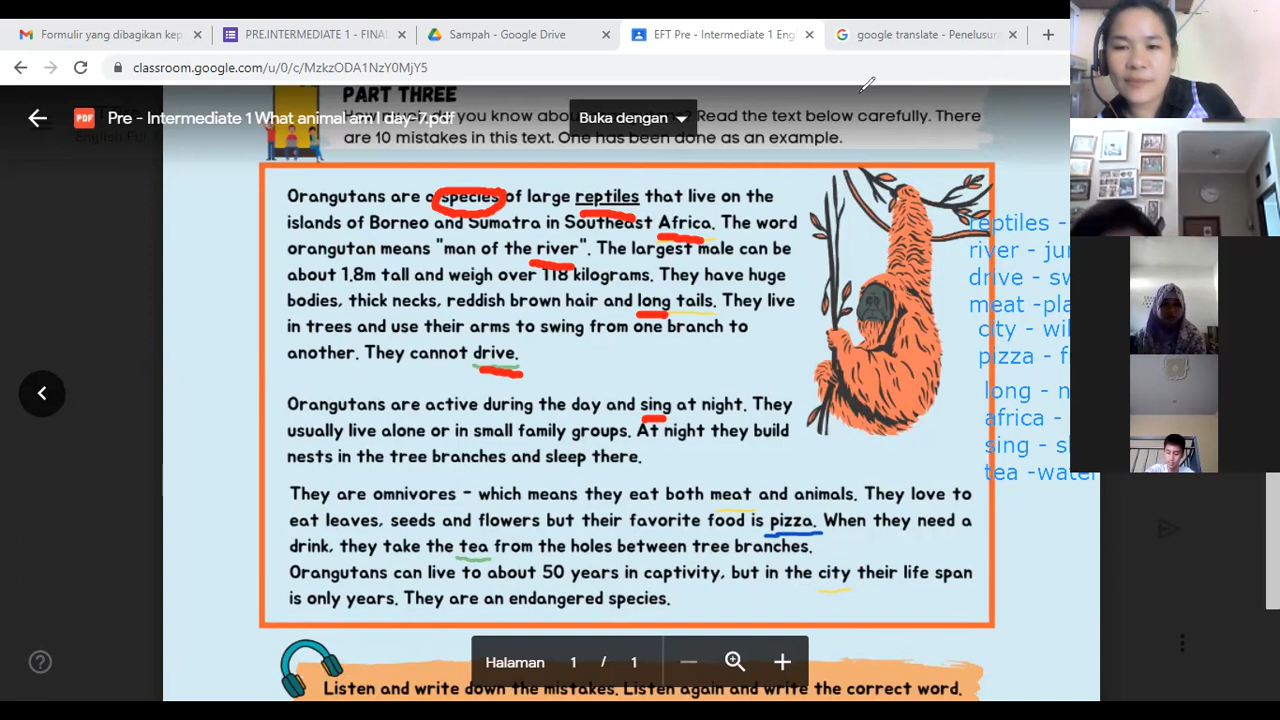 Formulir yang dibagikan kep
PRE.INTERMEDIATE 1 - FINAL
Sampah - Google Drive
EFT Pre - Intermediate 1 Eng
google translate - Penelusur
classroom.google.com/u/0/c/MzkzODA1NzY0MjY5
PART THREE
Pre - Intermediate 1 What animal am I day-7.pdf
Buka dengan
you know about
Read the text below carefully. There
are 10 mistakes in this text. One has been done as an example.
Orangutans are a species of large reptiles that live on the
islands of Borneo and Sumatra in Southeast Africa. The word
orangutan means "man of the river". The largest male can be
about 1,8m tall and weigh over 118 kilograms. They have huge
bodies, thick necks, reddish brown hair and long tails. They live
in trees and use their arms to swing from one branch to
another. They cannot drive.
Orangutans are active during the day and sing at night. They
usually live alone or in small family groups. At night they build
nests in the tree branches and sleep there.
They are omnivores - which means they eat both meat and animals. They love to
eat leaves, seeds and flowers but their favorite food is pizza. When they need a
drink, they take the tea from the holes between tree branches.
Orangutans can live to about 50 years in captivity, but in the city their life span
is only years. They are an endangered species.
reptiles -
river - ju
drive - sw
meat -pla
city - wil
pizza - f
long - n
africa -
sing - sl
tea -water
Halaman 1 / 1
Listen and write down the mistakes. Listen again and write the correct word.